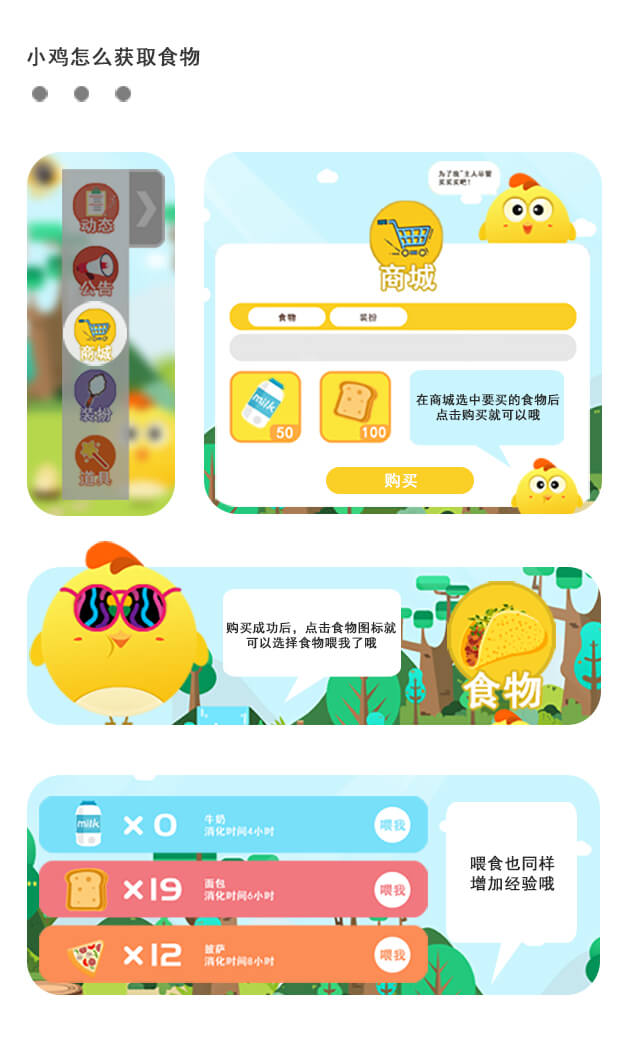 小鸡怎么获取食物
动态
公告
商城
装扮
道具
为了我~主人尽管
买买买吧!
商城
食物 装扮
milk 50
100
在商城选中要买的食物后
点击购买就可以哦
购买
购买成功后，点击食物图标就
可以选择食物喂我了哦
食物
milk ×0 牛奶
消化时间4小时
喂我
×19 面包
消化时间6小时
喂我
×12 披萨
消化时间8小时
喂我
喂食也同样
增加经验哦